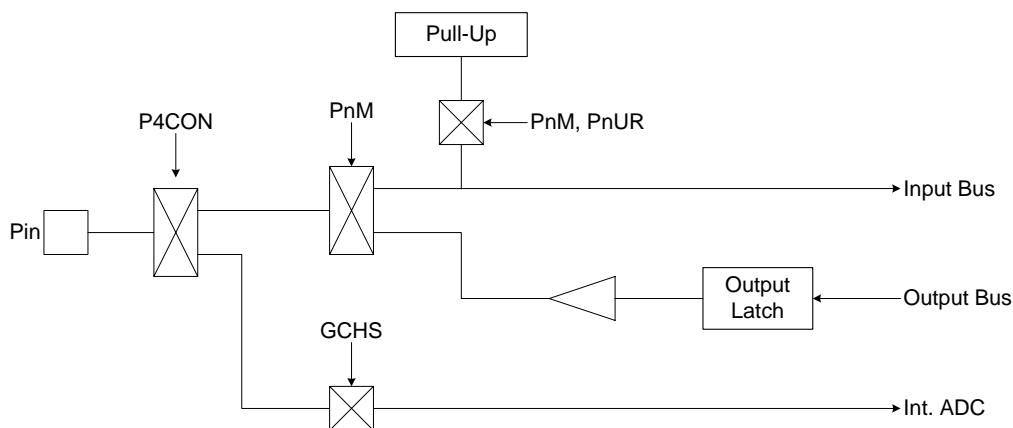 Pull-Up
PnM
PnM, PnUR
P4CON
Input Bus
Pin
Output
Latch
Output Bus
GCHS
Int. ADC